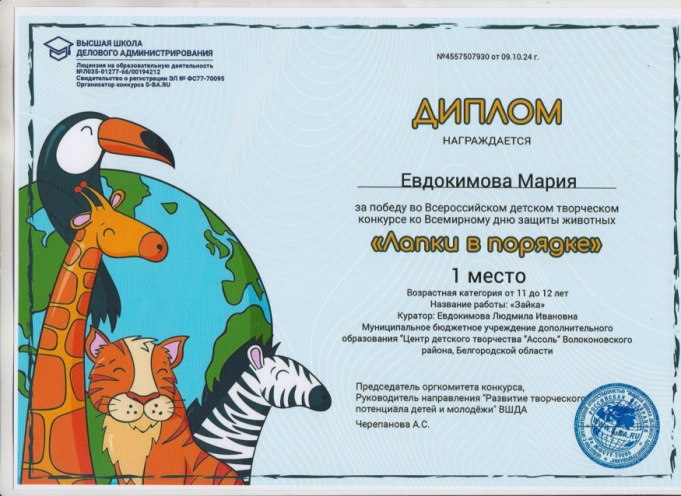 ВЫСШАЯ ШКОЛА
ДЕЛОВОГО АДМИНИСТРИРОВАНИЯ
Лицензия на образовательную деятельность
№Л035-01277-66/00194212
Свидетельство о регистрации ЭЛ № ФС77-70095
Организатор конкурса S-BA.RU
№4557507930 от 09.10.24 г.
ДИПЛОМ
НАГРАЖДАЕТСЯ
Евдокимова Мария
за победу во Всероссийском детском творческом
конкурсе ко Всемирному дню защиты животных
«Лапки в порядке»
1 место
Возрастная категория от 11 до 12 лет
Название работы: «Зайка»
Куратор: Евдокимова Людмила Ивановна
Муниципальное бюджетное учреждение дополнительного
образования "Центр детского творчества "Ассоль" Волоконовского
района, Белгородской области
Председатель оргкомитета конкурса,
Руководитель направления "Развитие творческого
потенциала детей и молодёжи" ВШДА
Черепанова А.С.